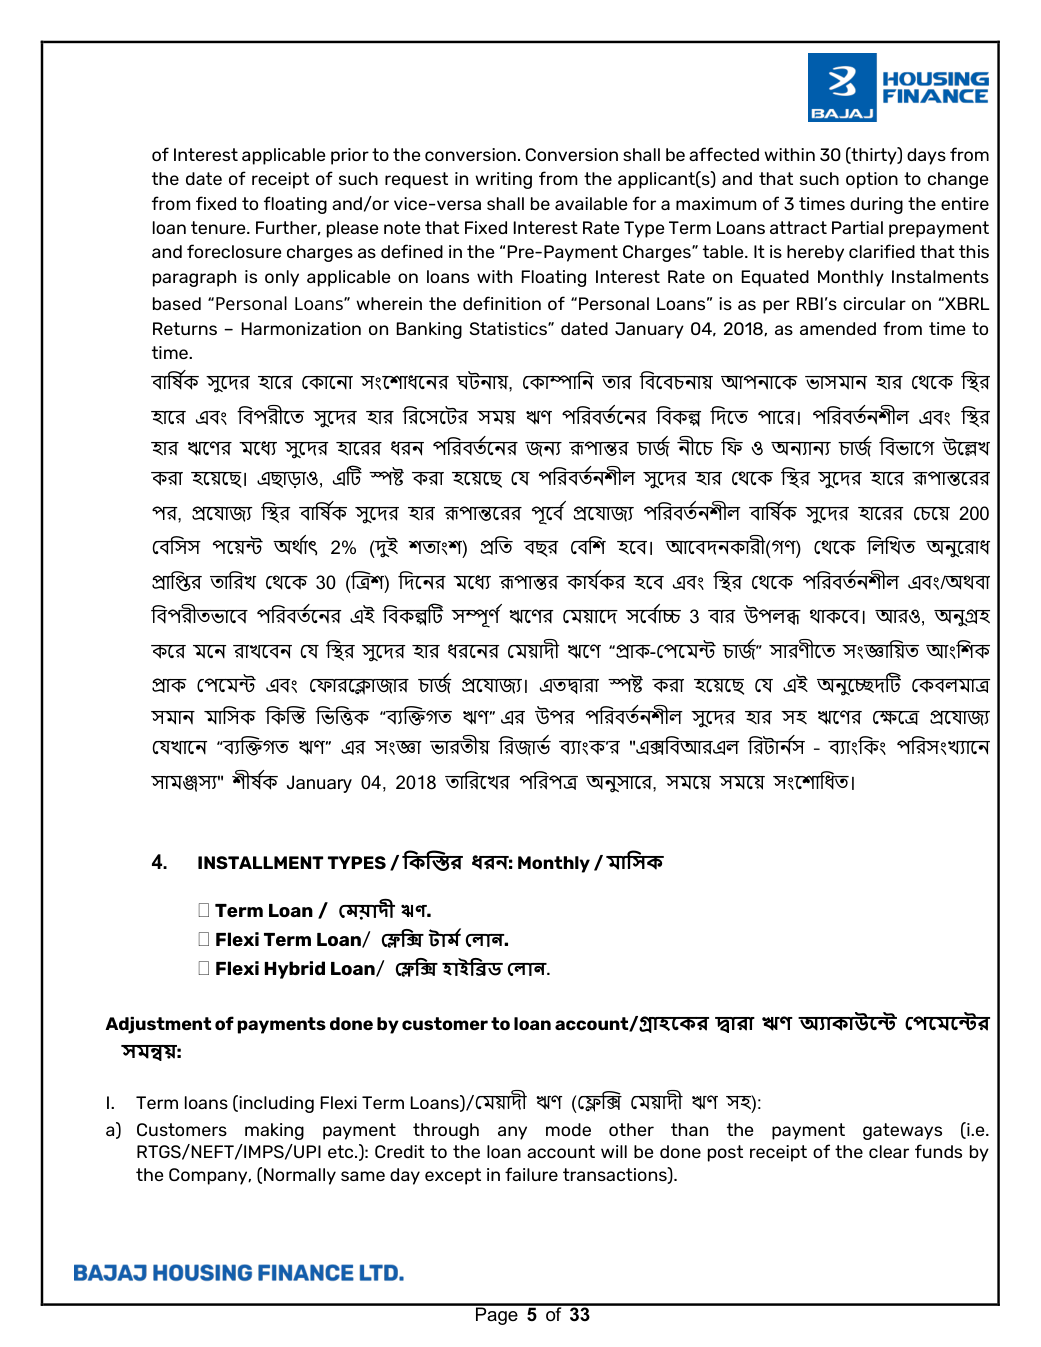 HOUSING
FINANCE
BAJAJ
of Interest applicable prior to the conversion. Conversion shall be affected within 30 (thirty) days from
the date of receipt of such request in writing from the applicant(s) and that such option to change
from fixed to floating and/or vice-versa shall be available for a maximum of 3 times during the entire
loan tenure. Further, please note that Fixed Interest Rate Type Term Loans attract Partial prepayment
and foreclosure charges as defined in the “Pre-Payment Charges” table. It is hereby clarified that this
paragraph is only applicable on loans with Floating Interest Rate on Equated Monthly Instalments
based “Personal Loans” wherein the definition of “Personal Loans” is as per RBI’s circular on “XBRL
Returns – Harmonization on Banking Statistics” dated January 04, 2018, as amended from time to
time.
বার্ষিক সুদের হারে কোনো সংশোধনের ঘটনায়, কোম্পানি তার বিবেচনায় আপনাকে ভাসমান হার থেকে স্থির
হারে এবং বিপরীতে সুদের হার রিসেটের সময় ঋণ পরিবর্তনের বিকল্প দিতে পারে। পরিবর্তনশীল এবং স্থির
হার ঋণের মধ্যে সুদের হারের ধরন পরিবর্তনের জন্য রূপান্তর চার্জ নীচে ফি ও অন্যান্য চার্জ বিভাগে উল্লেখ
করা হয়েছে। এছাড়াও, এটি স্পষ্ট করা হয়েছে যে পরিবর্তনশীল সুদের হার থেকে স্থির সুদের হারে রূপান্তরের
পর, প্রযোজ্য স্থির বার্ষিক সুদের হার রূপান্তরের পূর্বে প্রযোজ্য পরিবর্তনশীল বার্ষিক সুদের হারের চেয়ে 200
বেসিস পয়েন্ট অর্থাৎ 2% (দুই শতাংশ) প্রতি বছর বেশি হবে। আবেদনকারী(গণ) থেকে লিখিত অনুরোধ
প্রাপ্তির তারিখ থেকে 30 (ত্রিশ) দিনের মধ্যে রূপান্তর কার্যকর হবে এবং স্থির থেকে পরিবর্তনশীল এবং/অথবা
বিপরীতভাবে পরিবর্তনের এই বিকল্পটি সম্পূর্ণ ঋণের মেয়াদে সর্বোচ্চ 3 বার উপলব্ধ থাকবে। আরও, অনুগ্রহ
করে মনে রাখবেন যে স্থির সুদের হার ধরনের মেয়াদী ঋণে “প্রাক-পেমেন্ট চার্জ” সারণীতে সংজ্ঞায়িত আংশিক
প্রাক পেমেন্ট এবং ফোরক্লোজার চার্জ প্রযোজ্য। এতদ্বারা স্পষ্ট করা হয়েছে যে এই অনুচ্ছেদটি কেবলমাত্র
সমান মাসিক কিস্তি ভিত্তিক “ব্যক্তিগত ঋণ” এর উপর পরিবর্তনশীল সুদের হার সহ ঋণের ক্ষেত্রে প্রযোজ্য
যেখানে “ব্যক্তিগত ঋণ” এর সংজ্ঞা ভারতীয় রিজার্ভ ব্যাংক’র "এক্সবিআরএল রিটার্নস - ব্যাংকিং পরিসংখ্যানে
সামঞ্জস্য" শীর্ষক January 04, 2018 তারিখের পরিপত্র অনুসারে, সময়ে সময়ে সংশোধিত।
4. INSTALLMENT TYPES / কিস্তির ধরন: Monthly / মাসিক
□ Term Loan / মেয়াদী ঋণ.
□ Flexi Term Loan/ ফ্লেক্সি টার্ম লোন.
□ Flexi Hybrid Loan/ ফ্লেক্সি হাইব্রিড লোন.
Adjustment of payments done by customer to loan account/গ্রাহকের দ্বারা ঋণ অ্যাকাউন্টে পেমেন্টের
সমন্বয়:
I. Term loans (including Flexi Term Loans)/মেয়াদী ঋণ (ফ্লেক্সি মেয়াদী ঋণ সহ):
a) Customers making payment through any mode other than the payment gateways (i.e.
RTGS/NEFT/IMPS/UPI etc.): Credit to the loan account will be done post receipt of the clear funds by
the Company, (Normally same day except in failure transactions).
BAJAJ HOUSING FINANCE LTD.
Page 5 of 33